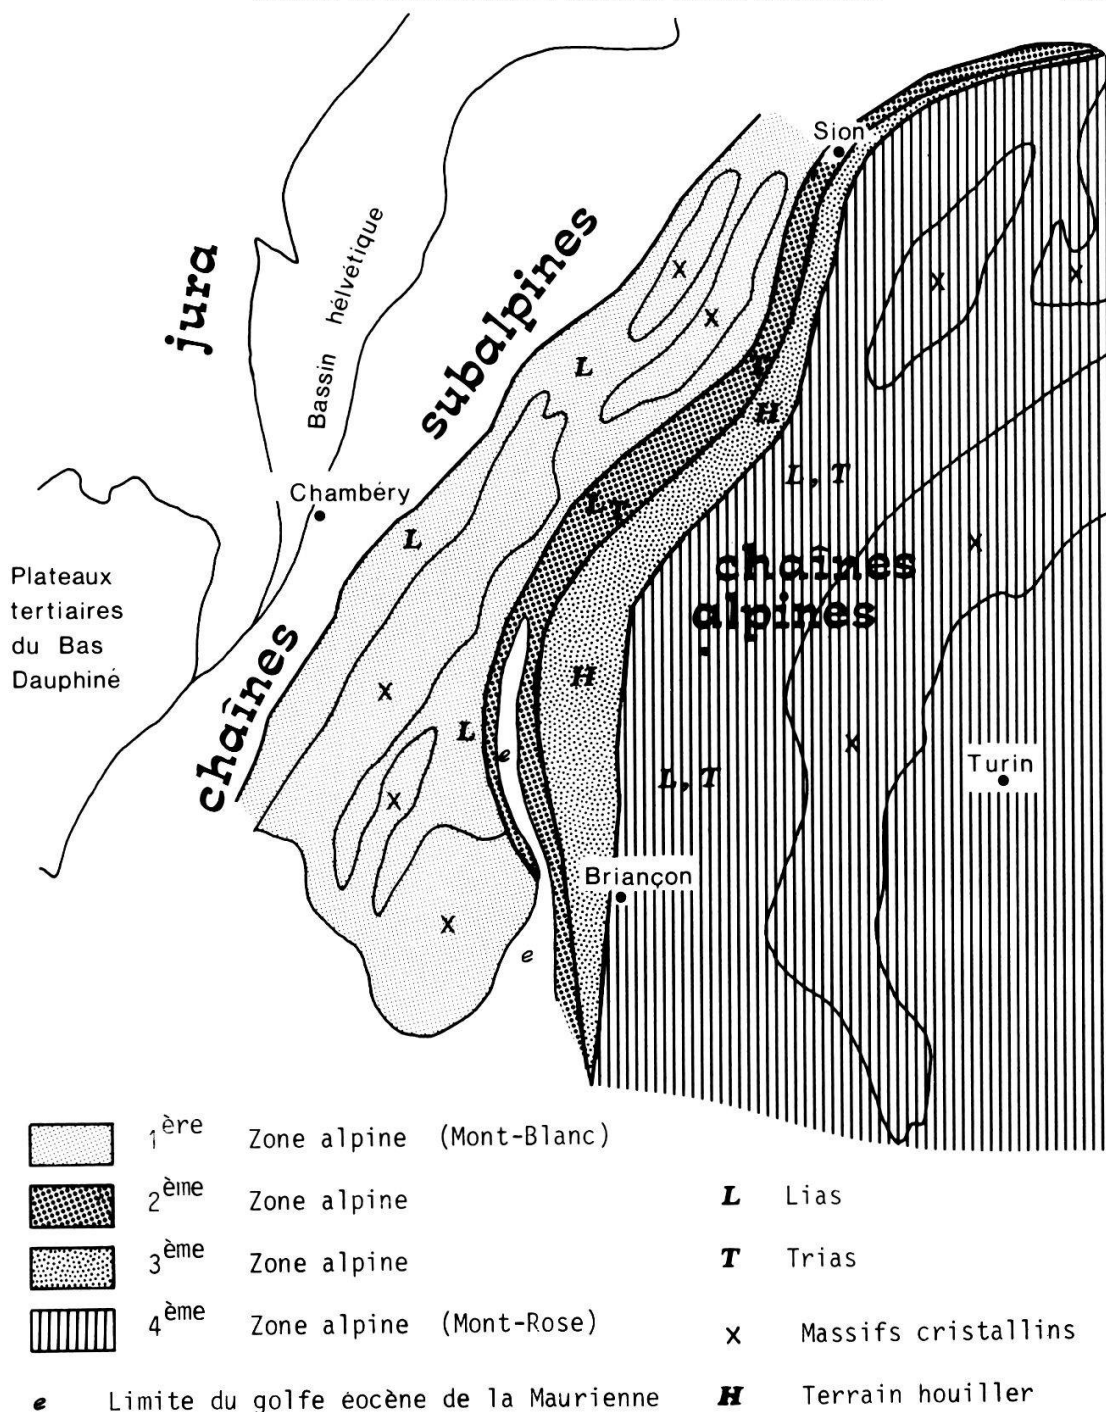 Sion
jura
Bassin hélvétique
subalpines
X
X
X
X
L
T
H
Chambéry
L, T
L
L T
X
Plateaux
tertiaires
du Bas
Dauphiné
chaînes
alpines
chaînes
H
X
L
e
X
L, T
Turin
X
Briançon
X
e
1ère Zone alpine (Mont-Blanc)
2ème Zone alpine
3ème Zone alpine
4ème Zone alpine (Mont-Rose)
e Limite du golfe éocène de la Maurienne
L Lias
T Trias
X Massifs cristallins
H Terrain houiller